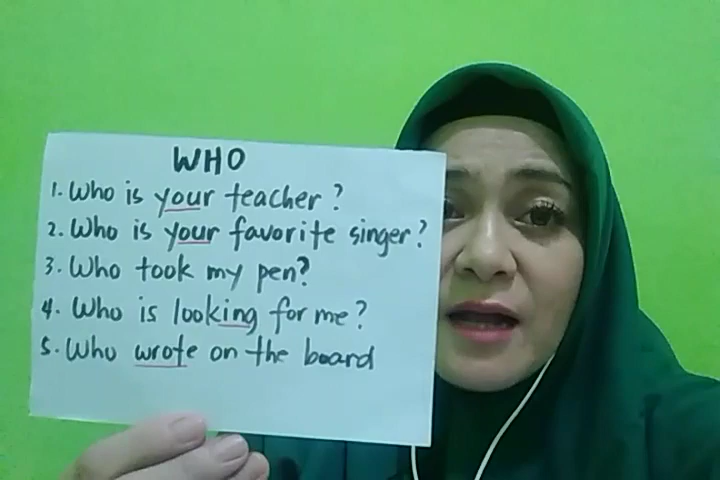 WHO
1. Who is your teacher?
2. Who is your favorite singer?
3. Who took my pen?
4. Who is looking for me?
5. Who wrote on the board